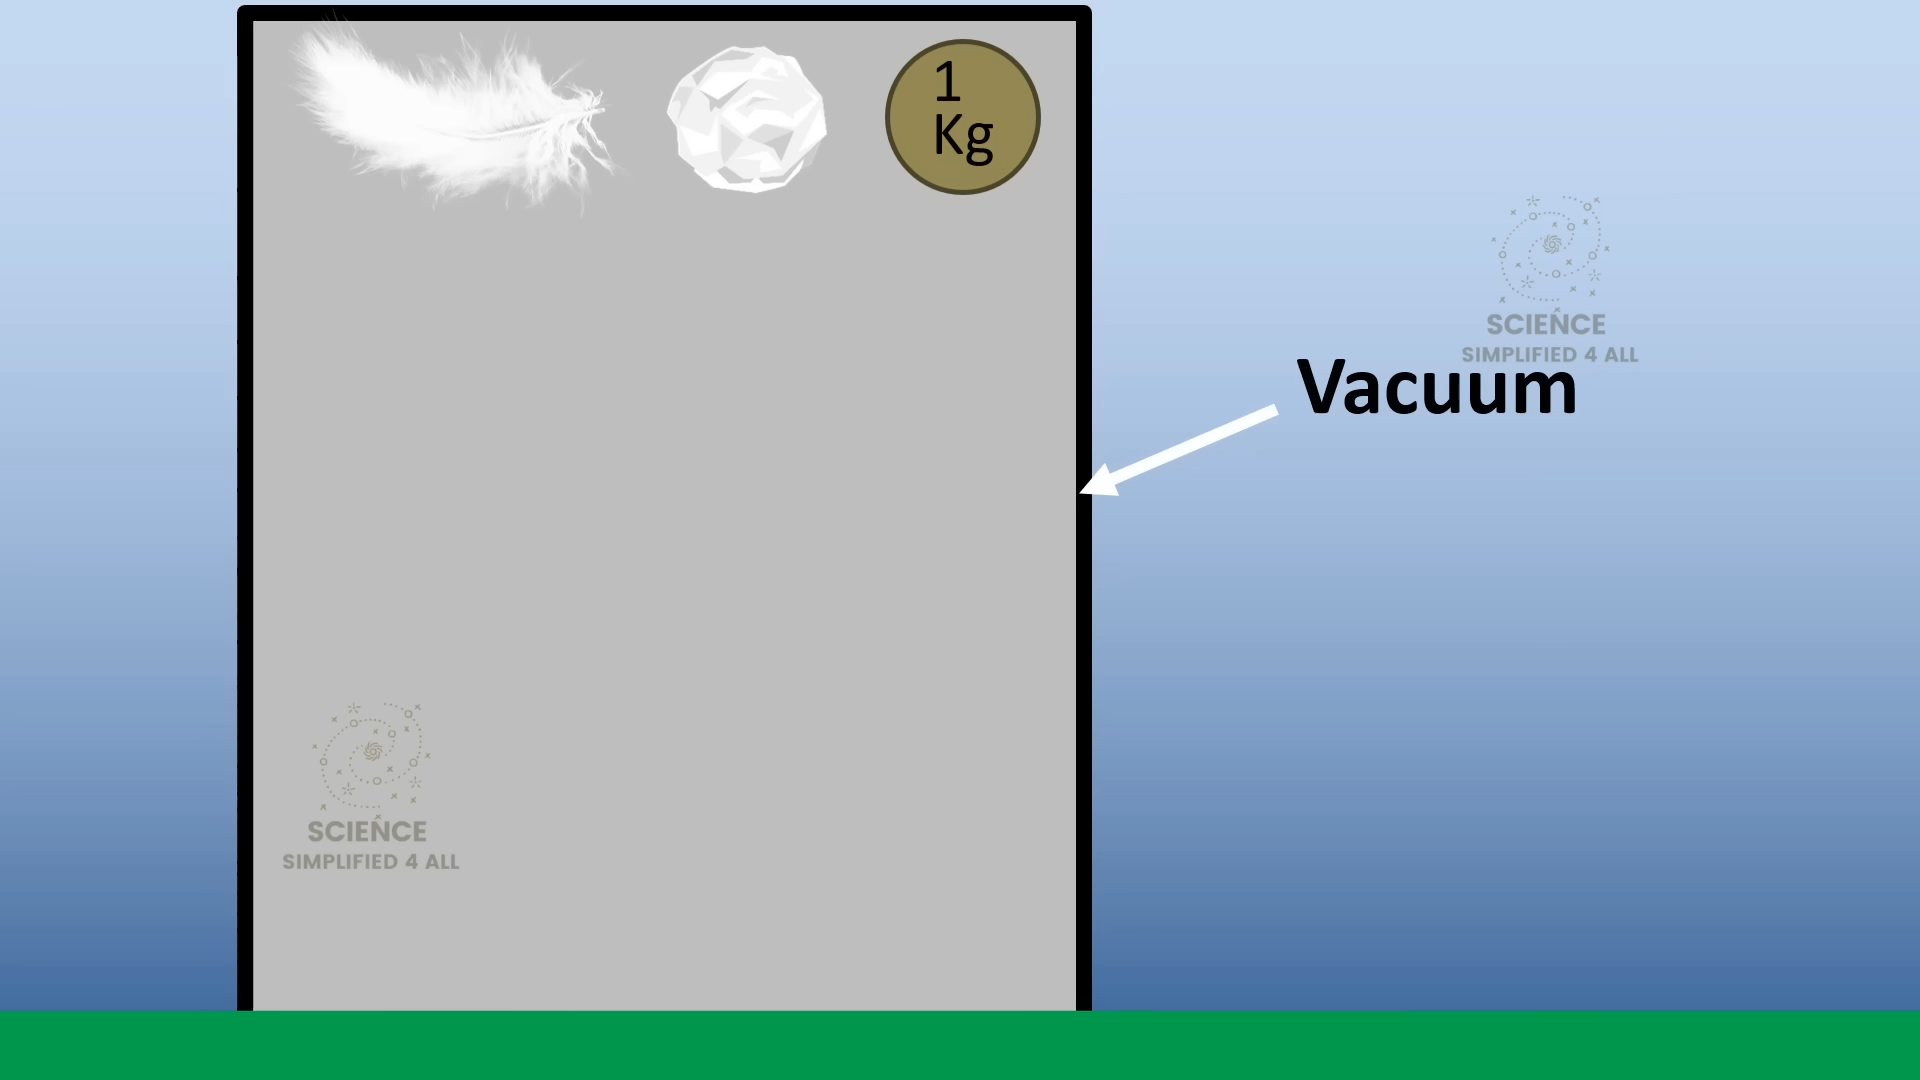 1
Kg
SCIENCE
SIMPLIFIED 4 ALL
Vacuum
SCIENCE
SIMPLIFIED 4 ALL